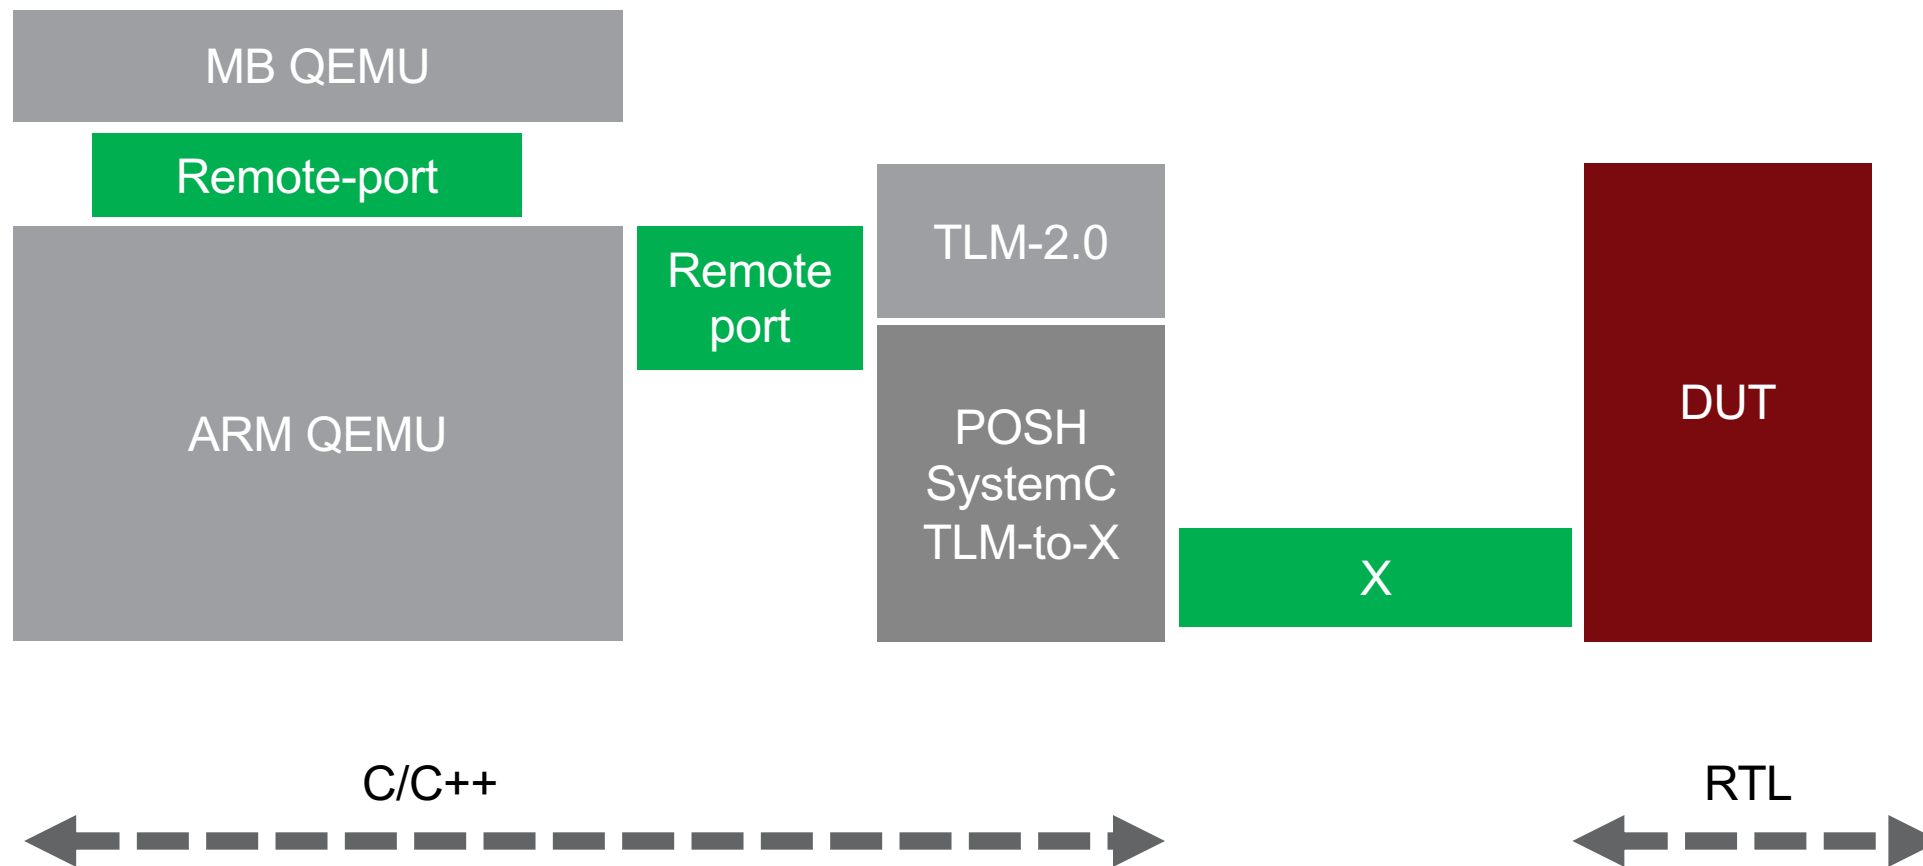 MB QEMU
Remote-port
ARM QEMU
Remote
port
TLM-2.0
POSH
SystemC
TLM-to-X
X
DUT
C/C++
RTL